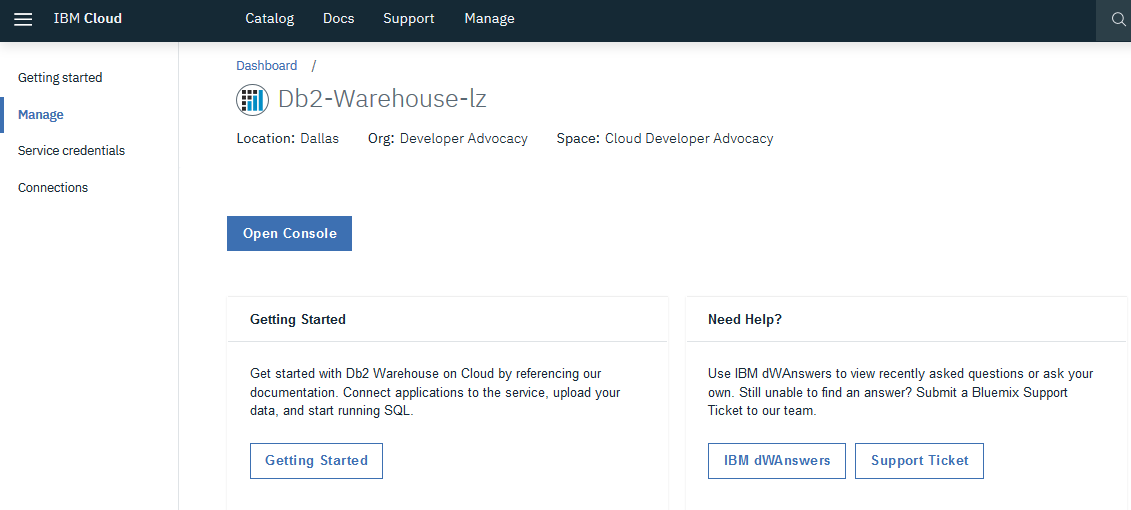 IBM Cloud Catalog Docs Support Manage
Getting started
Manage
Service credentials
Connections
Dashboard /
Db2-Warehouse-lz
Location: Dallas Org: Developer Advocacy Space: Cloud Developer Advocacy
Open Console
Getting Started
Get started with Db2 Warehouse on Cloud by referencing our
documentation. Connect applications to the service, upload your
data, and start running SQL.
Getting Started
Need Help?
Use IBM dWAnswers to view recently asked questions or ask your
own. Still unable to find an answer? Submit a Bluemix Support
Ticket to our team.
IBM dWAnswers Support Ticket